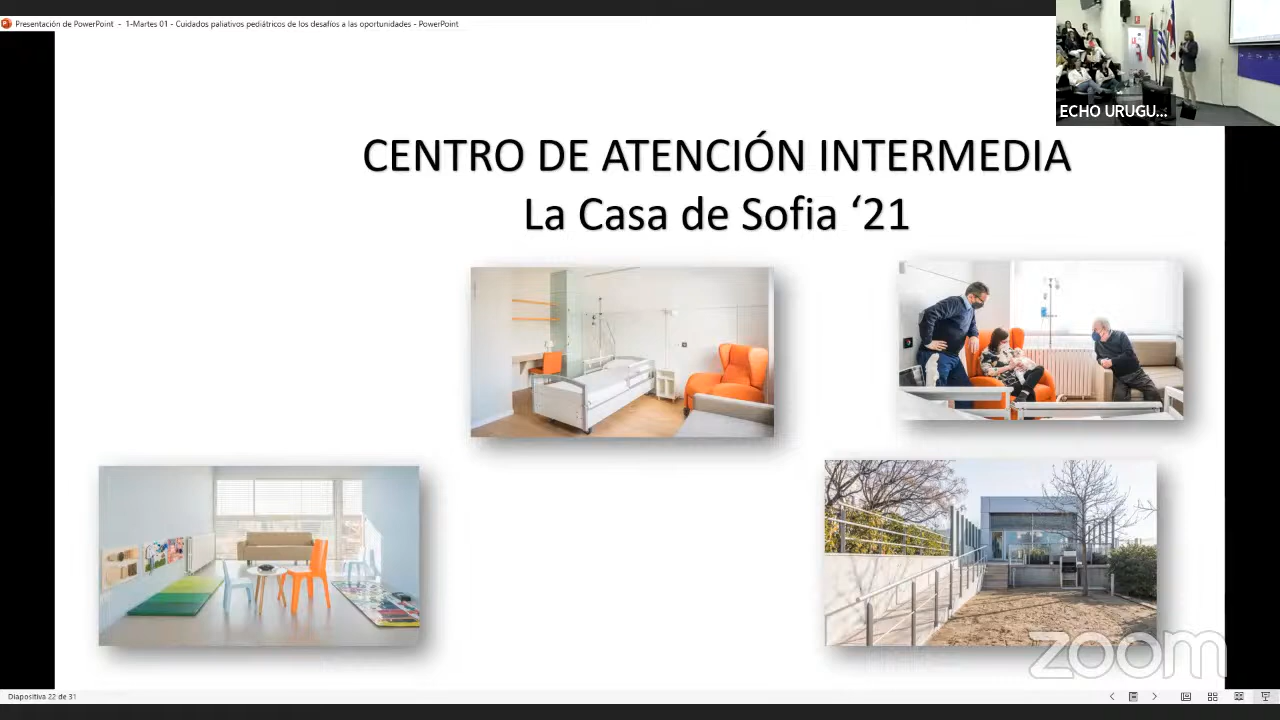 Presentación de PowerPoint - 1-Martes 01 - Cuidados paliativos pediátricos de los desafíos a las oportunidades - PowerPoint
ECHO URUGU...
CENTRO DE ATENCIÓN INTERMEDIA
La Casa de Sofia ‘21
zoom
Diapositiva 22 de 31